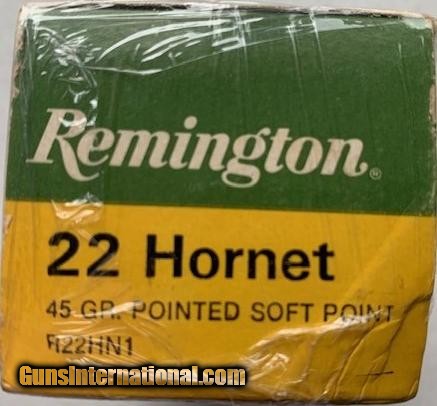 Remington®
22 Hornet
45 GR. POINTED SOFT POINT
R22HN1
GunsInternational.com